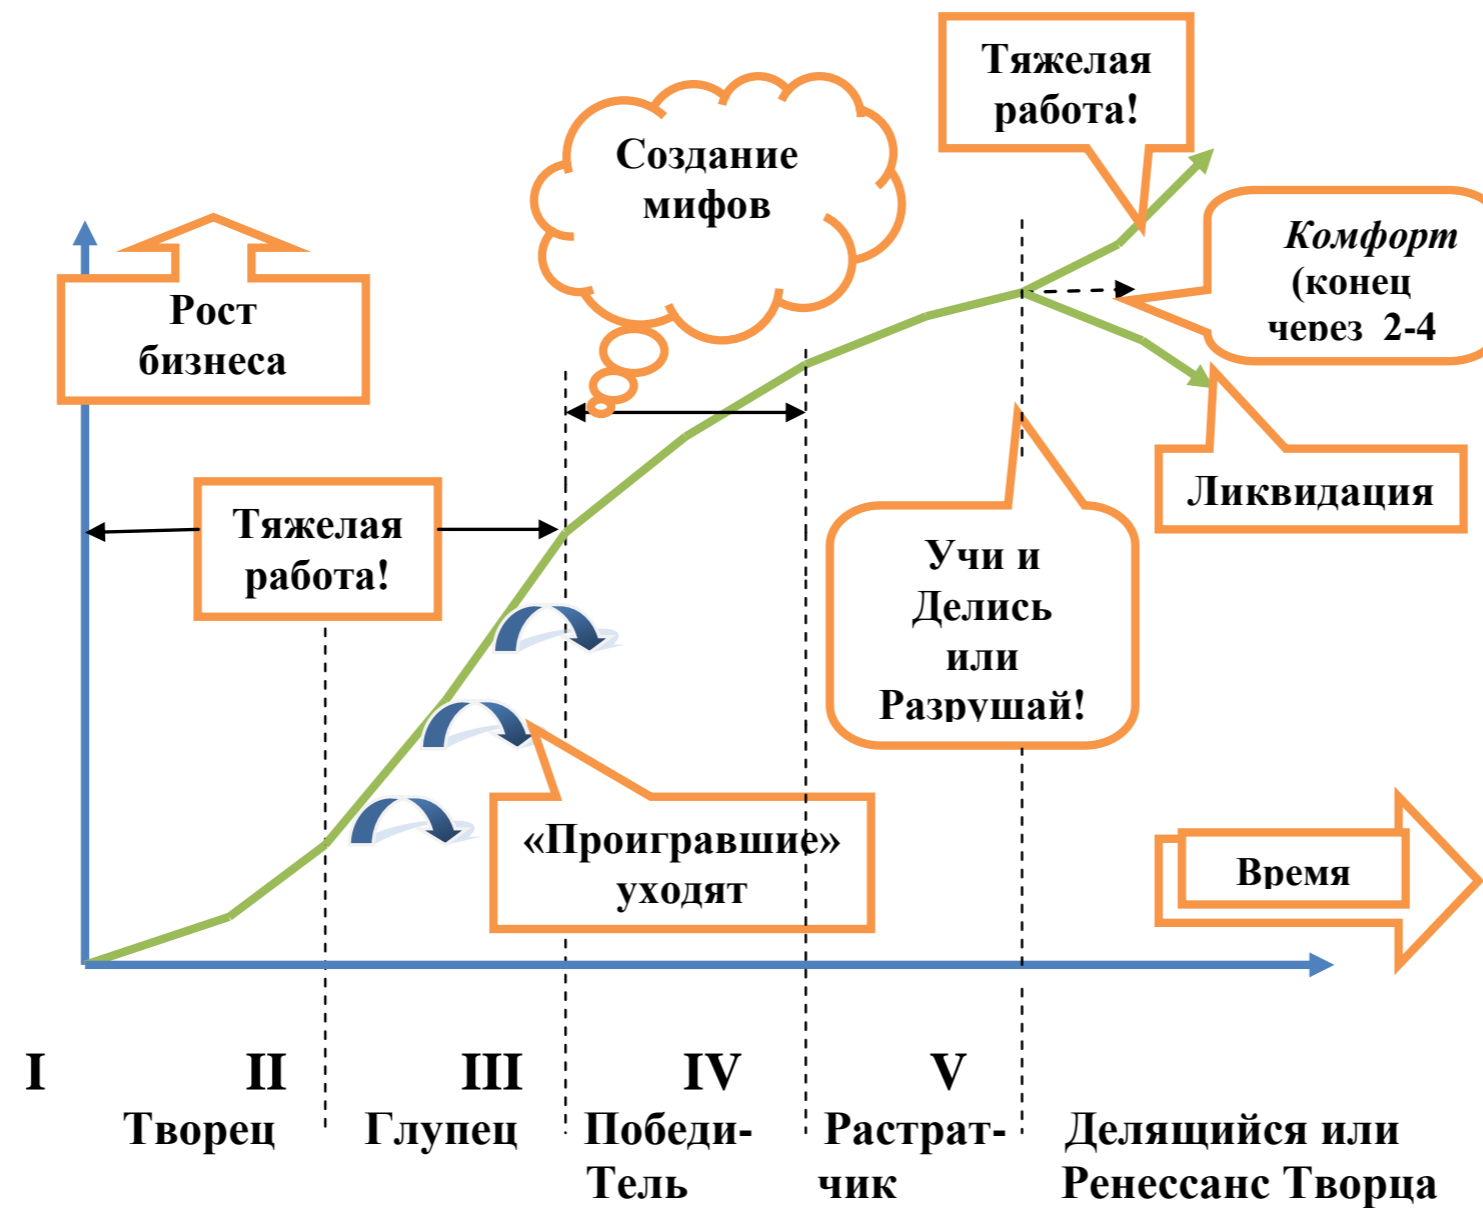 Тяжелая
работа!
Создание
мифов
Комфорт
(конец
через 2-4
Рост
бизнеса
Ликвидация
Тяжелая
работа!
Учи и
Делись
или
Разрушай!
«Проигравшие»
уходят
Время
I II III IV V
Творец Глупец Победи- Растрат- Делящийся или
Тель чик Ренессанс Творца